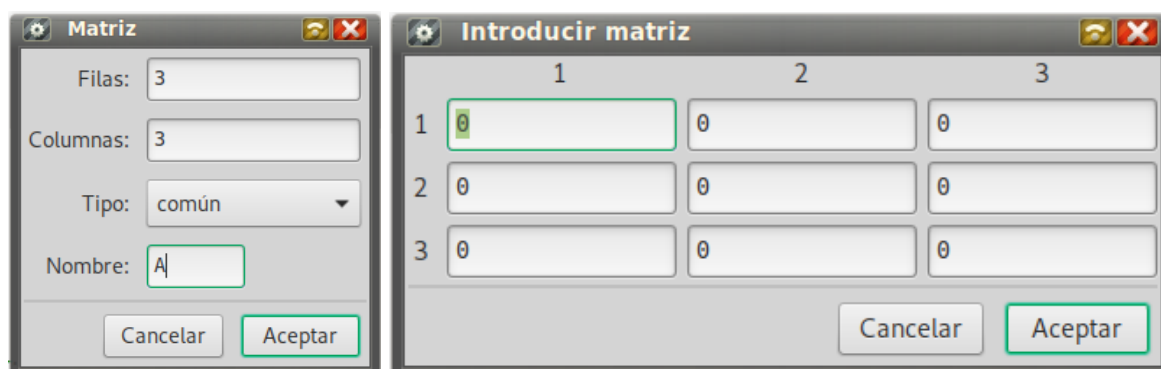 Matriz
Filas: 3
Columnas: 3
Tipo: común
Nombre: A
Cancelar Aceptar
Introducir matriz
1 2 3
1 0 0 0
2 0 0 0
3 0 0 0
Cancelar Aceptar